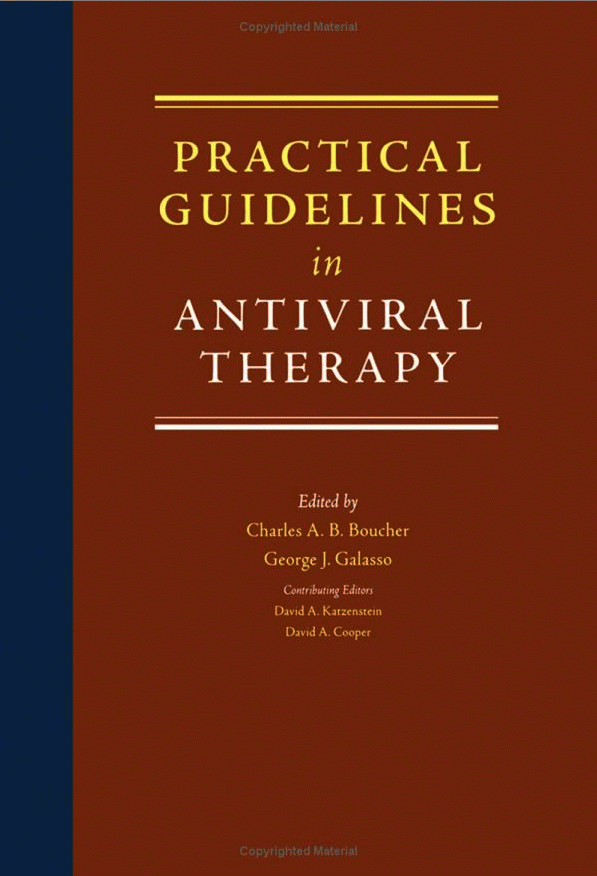 Copyrighted Material
PRACTICAL
GUIDELINES
in
ANTIVIRAL
THERAPY
Edited by
Charles A. B. Boucher
George J. Galasso
Contributing Editors
David A. Katzenstein
David A. Cooper
Copyrighted Material